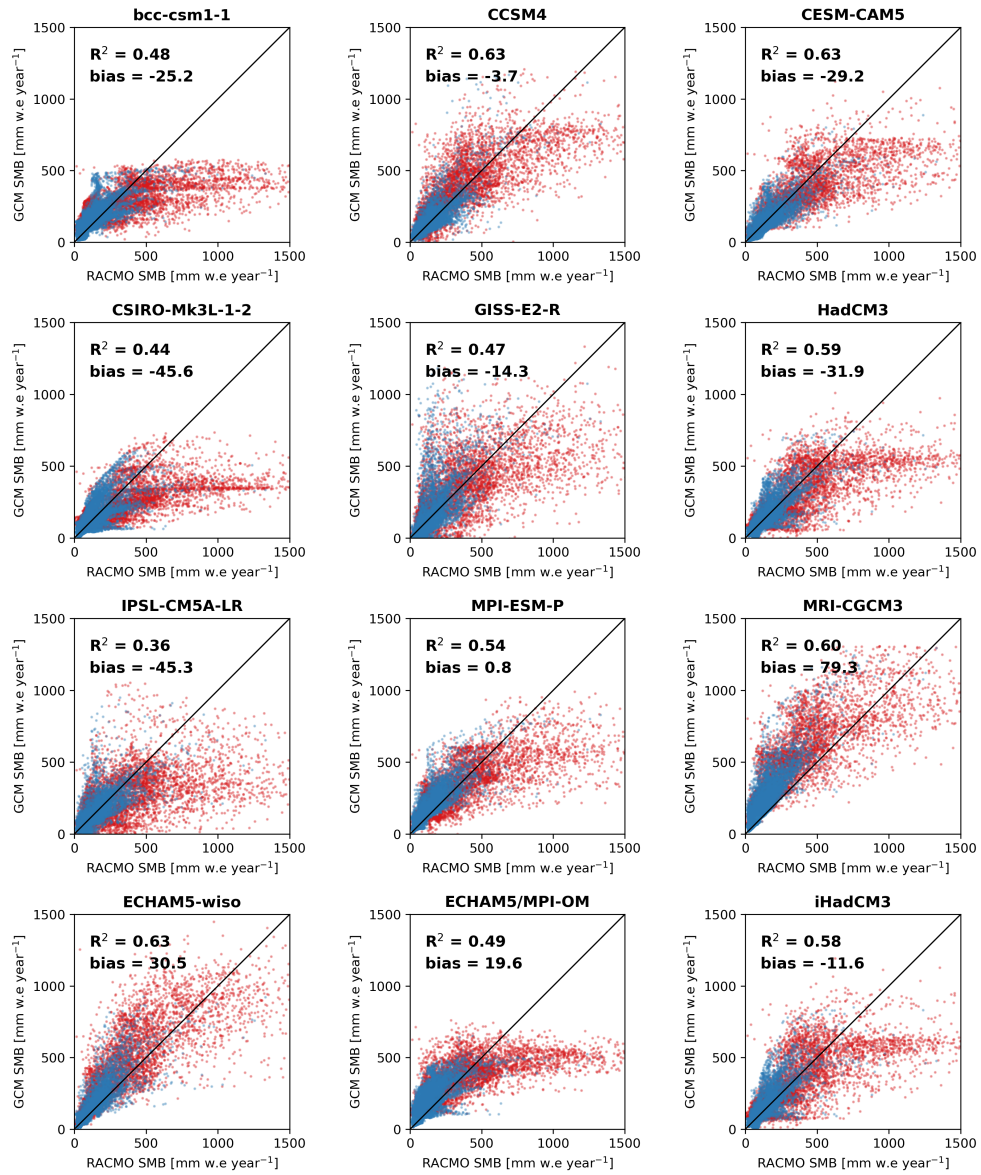 bcc-csm1-1
CCSM4
CESM-CAM5
1500
1000
500
0
GCM SMB [mm w.e year⁻¹]
R² = 0.48
bias = -25.2
0 500 1000 1500
RACMO SMB [mm w.e year⁻¹]
1500
1000
500
0
GCM SMB [mm w.e year⁻¹]
R² = 0.63
bias = -3.7
0 500 1000 1500
RACMO SMB [mm w.e year⁻¹]
1500
1000
500
0
GCM SMB [mm w.e year⁻¹]
R² = 0.63
bias = -29.2
0 500 1000 1500
RACMO SMB [mm w.e year⁻¹]
CSIRO-Mk3L-1-2
GISS-E2-R
HadCM3
1500
1000
500
0
GCM SMB [mm w.e year⁻¹]
R² = 0.44
bias = -45.6
0 500 1000 1500
RACMO SMB [mm w.e year⁻¹]
1500
1000
500
0
GCM SMB [mm w.e year⁻¹]
R² = 0.47
bias = -14.3
0 500 1000 1500
RACMO SMB [mm w.e year⁻¹]
1500
1000
500
0
GCM SMB [mm w.e year⁻¹]
R² = 0.59
bias = -31.9
0 500 1000 1500
RACMO SMB [mm w.e year⁻¹]
IPSL-CM5A-LR
MPI-ESM-P
MRI-CGCM3
1500
1000
500
0
GCM SMB [mm w.e year⁻¹]
R² = 0.36
bias = -45.3
0 500 1000 1500
RACMO SMB [mm w.e year⁻¹]
1500
1000
500
0
GCM SMB [mm w.e year⁻¹]
R² = 0.54
bias = 0.8
0 500 1000 1500
RACMO SMB [mm w.e year⁻¹]
1500
1000
500
0
GCM SMB [mm w.e year⁻¹]
R² = 0.60
bias = 79.3
0 500 1000 1500
RACMO SMB [mm w.e year⁻¹]
ECHAM5-wiso
ECHAM5/MPI-OM
iHadCM3
1500
1000
500
0
GCM SMB [mm w.e year⁻¹]
R² = 0.63
bias = 30.5
0 500 1000 1500
RACMO SMB [mm w.e year⁻¹]
1500
1000
500
0
GCM SMB [mm w.e year⁻¹]
R² = 0.49
bias = 19.6
0 500 1000 1500
RACMO SMB [mm w.e year⁻¹]
1500
1000
500
0
GCM SMB [mm w.e year⁻¹]
R² = 0.58
bias = -11.6
0 500 1000 1500
RACMO SMB [mm w.e year⁻¹]